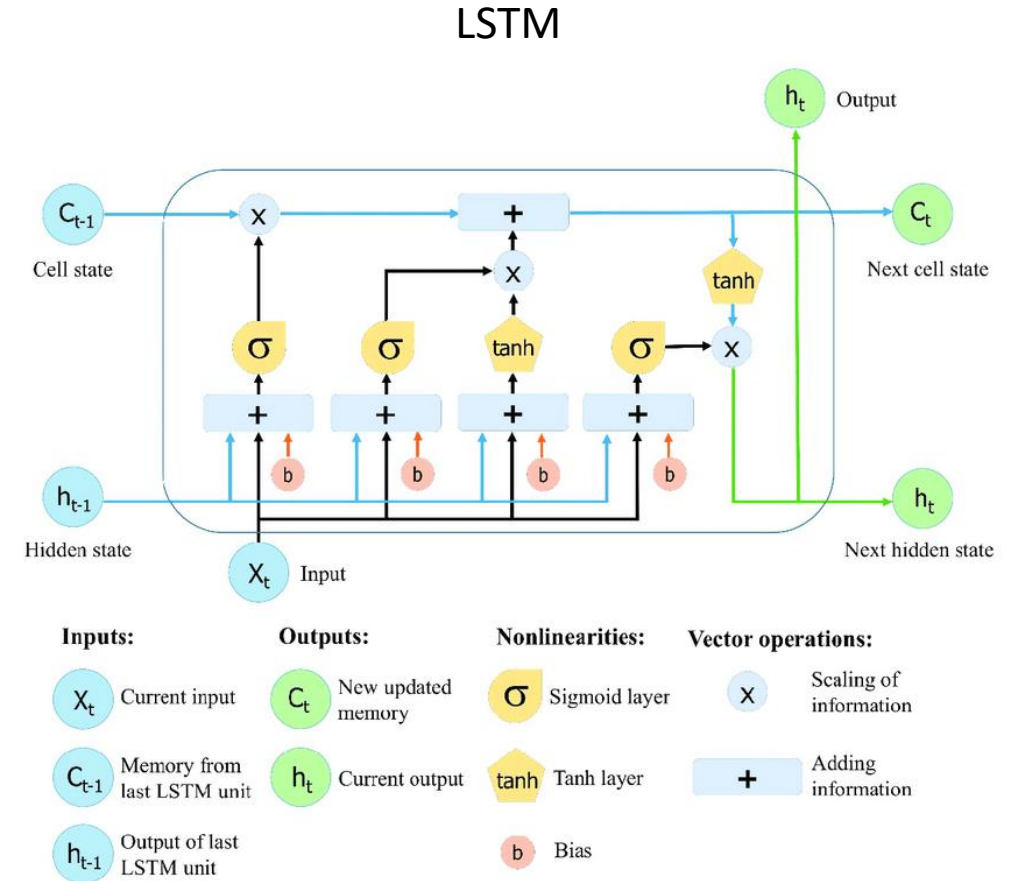 LSTM
hₜ Output
Cₜ₋₁ x + Cₜ
Cell state Next cell state
x tanh
σ σ tanh σ x
+ + + +
b b b b
hₜ₋₁ hₜ
Hidden state Next hidden state
Xₜ Input
Inputs: Outputs: Nonlinearities: Vector operations:
Xₜ Current input
Cₜ₋₁ Memory from
last LSTM unit
hₜ₋₁ Output of last
LSTM unit
Cₜ New updated
memory
hₜ Current output
σ Sigmoid layer
tanh Tanh layer
b Bias
x Scaling of
information
+ Adding
information